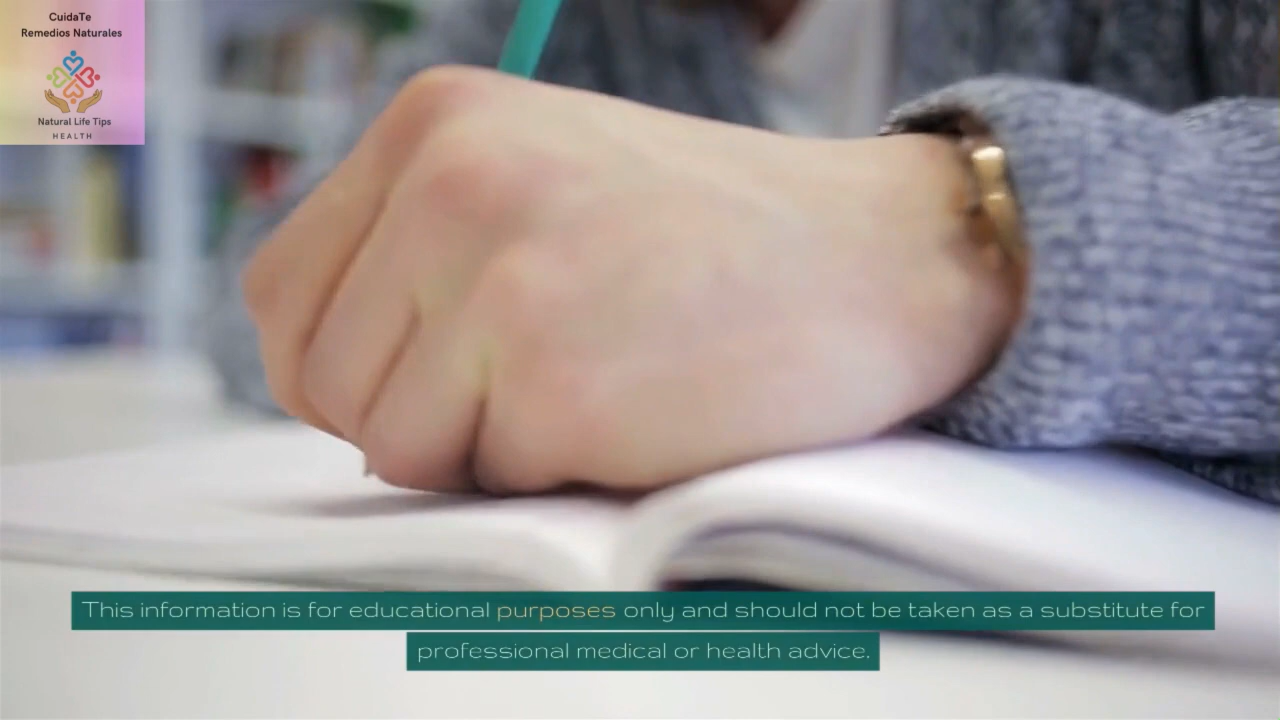 CuidaTe
Remedios Naturales
Natural Life Tips
HEALTH
This information is for educational purposes only and should not be taken as a substitute for
professional medical or health advice.